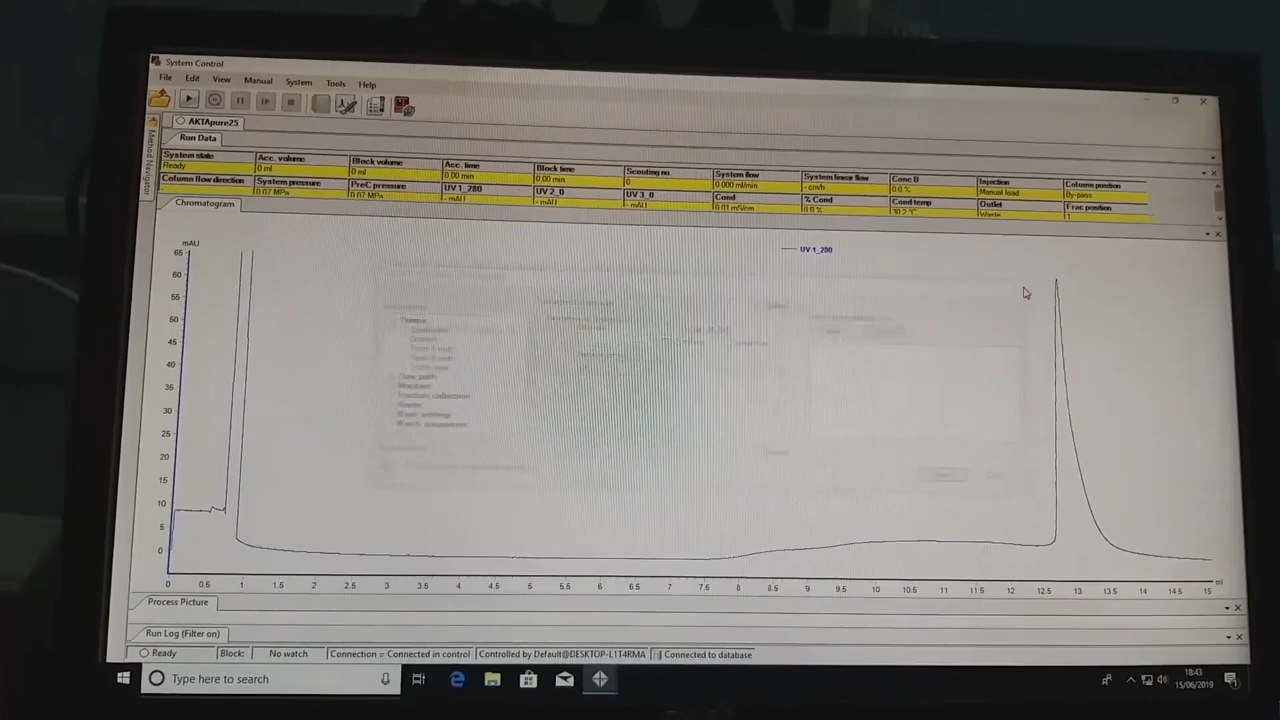 System Control
File Edit View Manual System Tools Help
AKTApure25
Run Data
Method Navigator
System state Acc. volume Block volume Acc. time Block time Scouting no. System flow System linear flow Conc B Injection Column position
Ready 0 ml 0 ml 0.00 min 0.00 min 0 0.000 ml/min - cm/h 0.0 % Manual load By-pass
Column flow direction System pressure PreC pressure UV 1_280 UV 2_0 UV 3_0 Cond % Cond Cond temp Outlet Frac position
- 0.07 MPa 0.07 MPa - mAU - mAU - mAU 0.01 mS/cm 0.0 % 30.2 °C Waste 1
Chromatogram
mAU
UV 1_280
65
60
55
50
45
40
35
30
25
20
15
10
5
0
0 0.5 1 1.5 2 2.5 3 3.5 4 4.5 5 5.5 6 6.5 7 7.5 8 8.5 9 9.5 10 10.5 11 11.5 12 12.5 13 13.5 14 14.5 15 ml
Process Picture
Run Log (Filter on)
Ready Block: No watch Connection = Connected in control Controlled by Default@DESKTOP-L1T4RMA Connected to database
Type here to search
18:43
15/06/2019